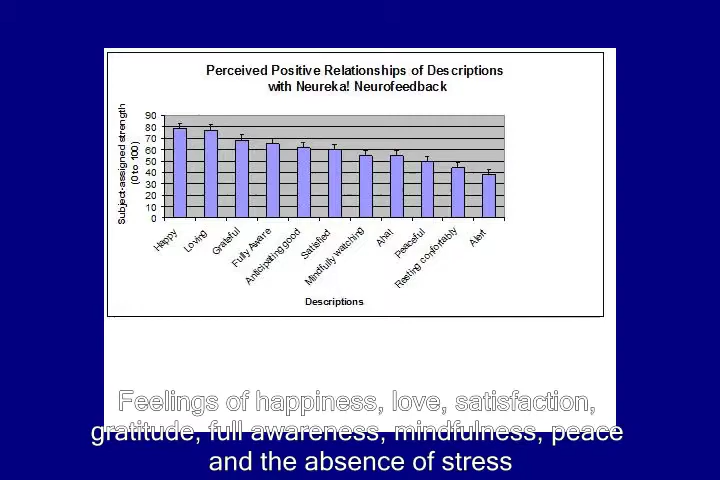 Perceived Positive Relationships of Descriptions
with Neureka! Neurofeedback
Subject-assigned strength
(0 to 100)
90
80
70
60
50
40
30
20
10
0
Happy
Loving
Grateful
Fully Aware
Anticipating good
Satisfied
Mindfully watching
Aha!
Peaceful
Resting comfortably
Alert
Descriptions
Feelings of happiness, love, satisfaction,
gratitude, full awareness, mindfulness, peace
and the absence of stress